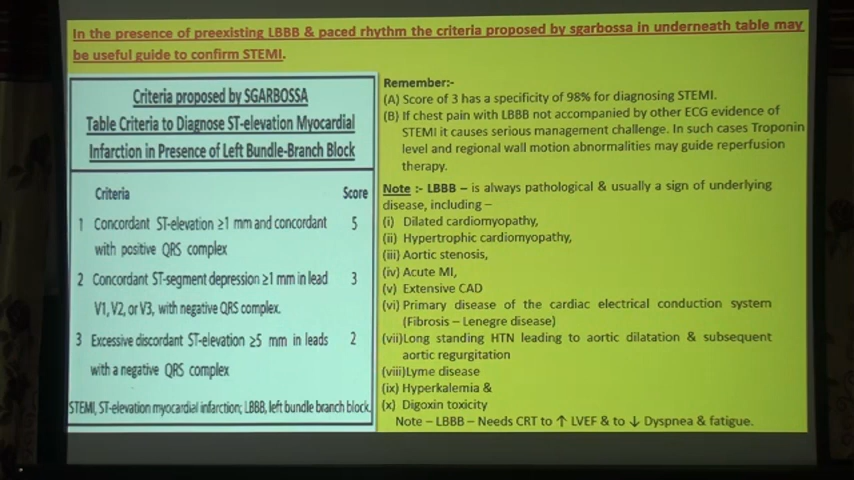 In the presence of preexisting LBBB & paced rhythm the criteria proposed by sgarbossa in underneath table may
be useful guide to confirm STEMI.
Criteria proposed by SGARBOSSA
Table Criteria to Diagnose ST-elevation Myocardial
Infarction in Presence of Left Bundle-Branch Block
Criteria Score
1 Concordant ST-elevation ≥1 mm and concordant 5
with positive QRS complex
2 Concordant ST-segment depression ≥1 mm in lead 3
V1, V2, or V3, with negative QRS complex.
3 Excessive discordant ST-elevation ≥5 mm in leads 2
with a negative QRS complex
STEMI, ST-elevation myocardial infarction; LBBB, left bundle branch block.
Remember:-
(A) Score of 3 has a specificity of 98% for diagnosing STEMI.
(B) If chest pain with LBBB not accompanied by other ECG evidence of
STEMI it causes serious management challenge. In such cases Troponin
level and regional wall motion abnormalities may guide reperfusion
therapy.
Note :- LBBB – is always pathological & usually a sign of underlying
disease, including –
(i) Dilated cardiomyopathy,
(ii) Hypertrophic cardiomyopathy,
(iii) Aortic stenosis,
(iv) Acute MI,
(v) Extensive CAD
(vi) Primary disease of the cardiac electrical conduction system
(Fibrosis – Lenegre disease)
(vii)Long standing HTN leading to aortic dilatation & subsequent
aortic regurgitation
(viii)Lyme disease
(ix) Hyperkalemia &
(x) Digoxin toxicity
Note – LBBB – Needs CRT to ↑ LVEF & to ↓ Dyspnea & fatigue.